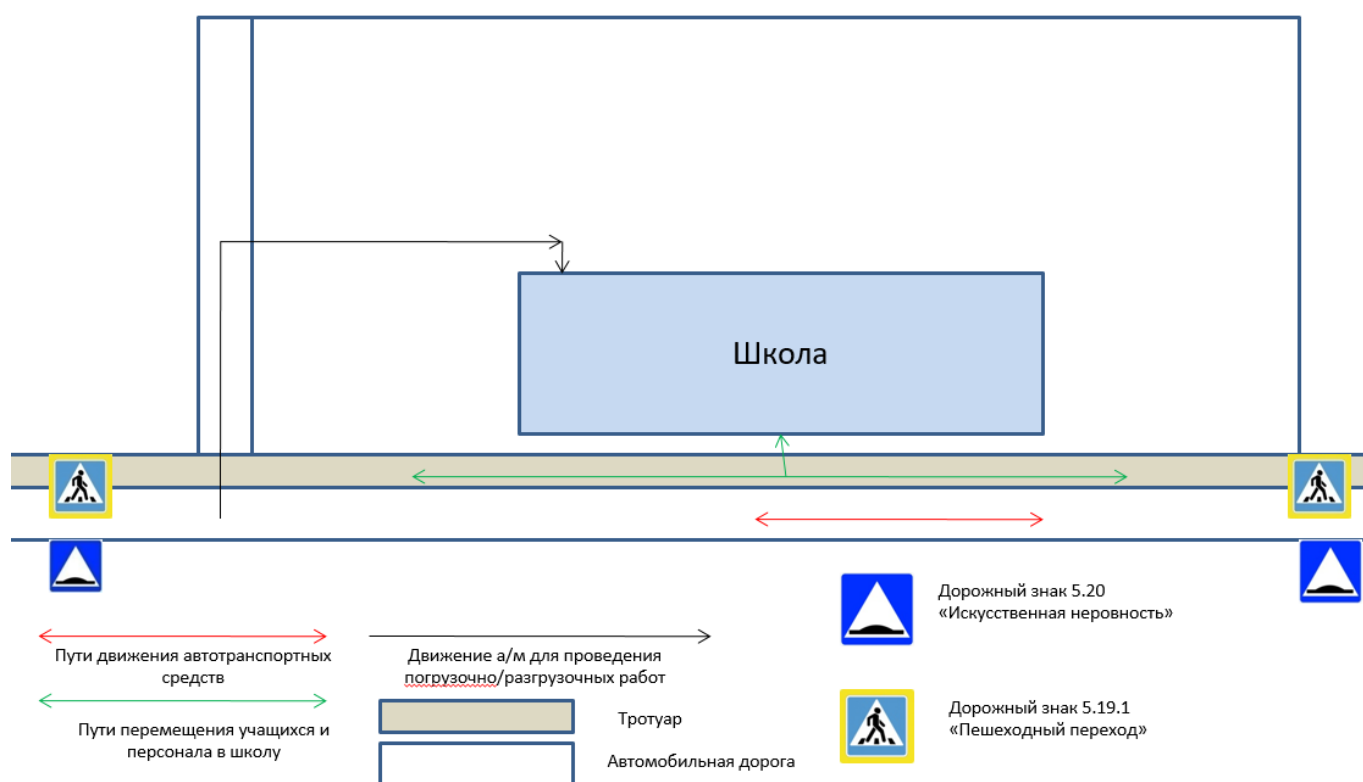 Школа
Дорожный знак 5.20
«Искусственная неровность»
Пути движения автотранспортных
средств
Движение а/м для проведения
погрузочно/разгрузочных работ
Пути перемещения учащихся и
персонала в школу
Тротуар
Дорожный знак 5.19.1
«Пешеходный переход»
Автомобильная дорога